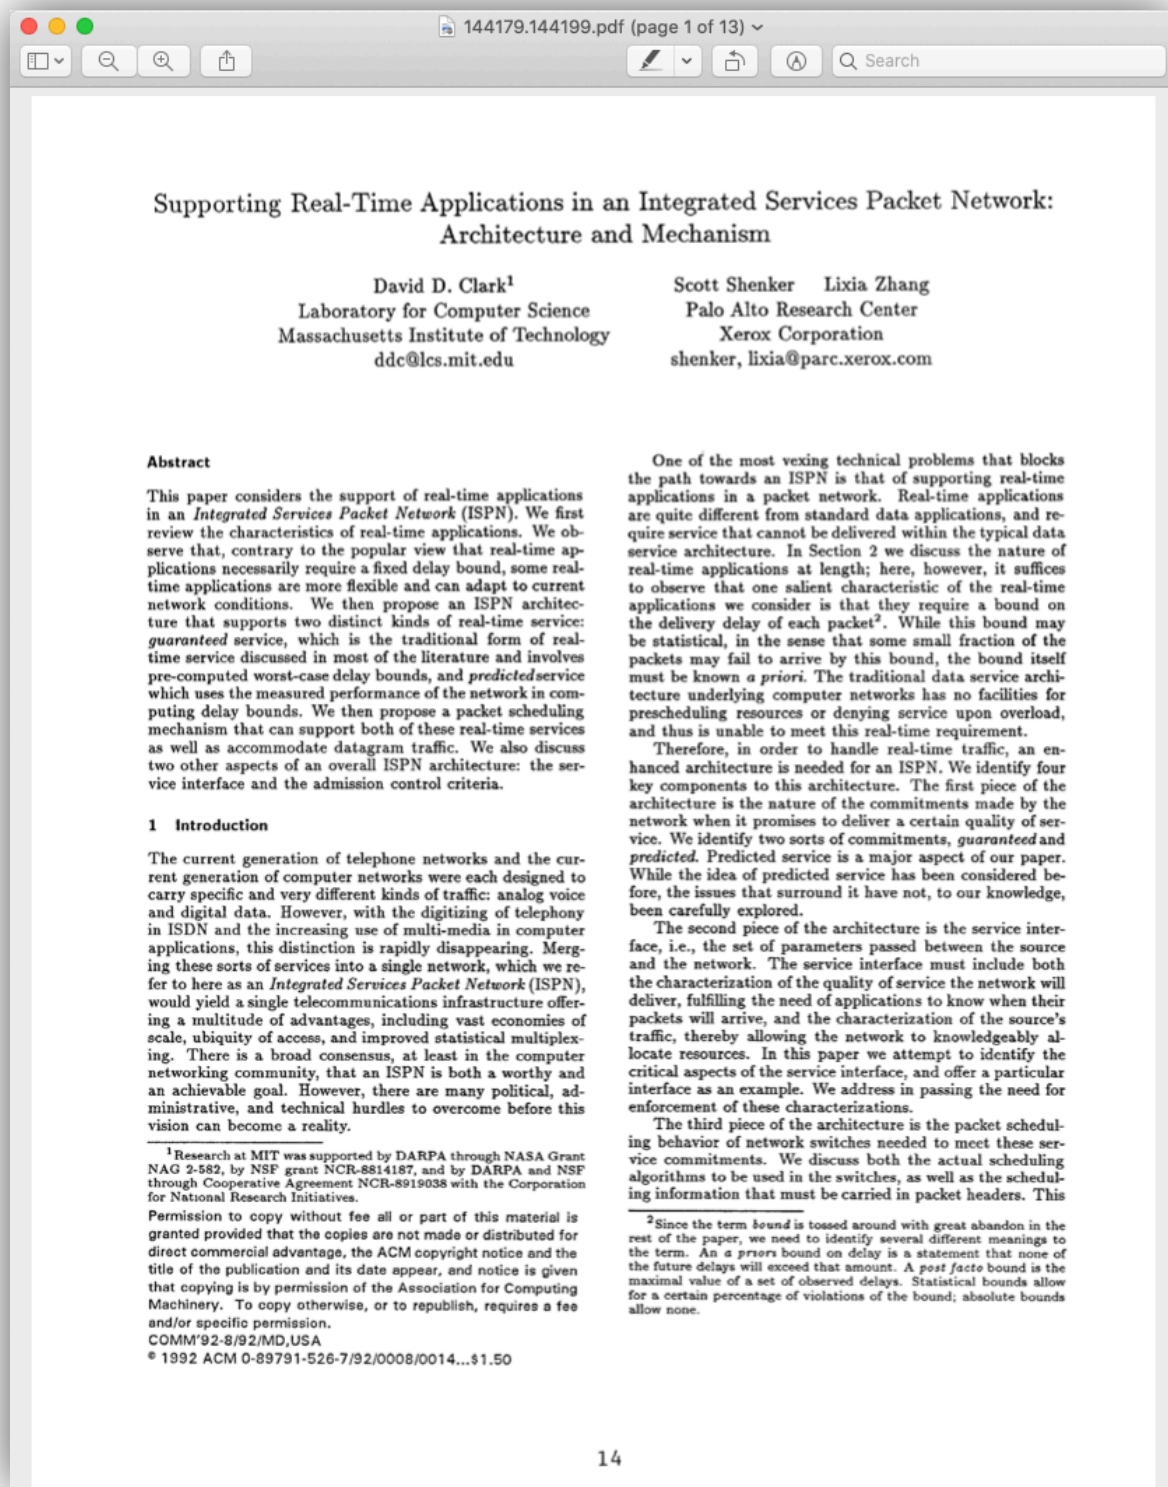 144179.144199.pdf (page 1 of 13)
Search
Supporting Real-Time Applications in an Integrated Services Packet Network:
Architecture and Mechanism
David D. Clark¹
Laboratory for Computer Science
Massachusetts Institute of Technology
ddc@lcs.mit.edu
Scott Shenker Lixia Zhang
Palo Alto Research Center
Xerox Corporation
shenker, lixia@parc.xerox.com
Abstract
This paper considers the support of real-time applications
in an Integrated Services Packet Network (ISPN). We first
review the characteristics of real-time applications. We ob-
serve that, contrary to the popular view that real-time ap-
plications necessarily require a fixed delay bound, some real-
time applications are more flexible and can adapt to current
network conditions. We then propose an ISPN architec-
ture that supports two distinct kinds of real-time service:
guaranteed service, which is the traditional form of real-
time service discussed in most of the literature and involves
pre-computed worst-case delay bounds, and predicted service
which uses the measured performance of the network in com-
puting delay bounds. We then propose a packet scheduling
mechanism that can support both of these real-time services
as well as accommodate datagram traffic. We also discuss
two other aspects of an overall ISPN architecture: the ser-
vice interface and the admission control criteria.
1 Introduction
The current generation of telephone networks and the cur-
rent generation of computer networks were each designed to
carry specific and very different kinds of traffic: analog voice
and digital data. However, with the digitizing of telephony
in ISDN and the increasing use of multi-media in computer
applications, this distinction is rapidly disappearing. Merg-
ing these sorts of services into a single network, which we re-
fer to here as an Integrated Services Packet Network (ISPN),
would yield a single telecommunications infrastructure offer-
ing a multitude of advantages, including vast economies of
scale, ubiquity of access, and improved statistical multiplex-
ing. There is a broad consensus, at least in the computer
networking community, that an ISPN is both a worthy and
an achievable goal. However, there are many political, ad-
ministrative, and technical hurdles to overcome before this
vision can become a reality.
¹Research at MIT was supported by DARPA through NASA Grant
NAG 2-582, by NSF grant NCR-8814187, and by DARPA and NSF
through Cooperative Agreement NCR-8919038 with the Corporation
for National Research Initiatives.
Permission to copy without fee all or part of this material is
granted provided that the copies are not made or distributed for
direct commercial advantage, the ACM copyright notice and the
title of the publication and its date appear, and notice is given
that copying is by permission of the Association for Computing
Machinery. To copy otherwise, or to republish, requires a fee
and/or specific permission.
COMM'92-8/92/MD,USA
© 1992 ACM 0-89791-526-7/92/0008/0014...$1.50
One of the most vexing technical problems that blocks
the path towards an ISPN is that of supporting real-time
applications in a packet network. Real-time applications
are quite different from standard data applications, and re-
quire service that cannot be delivered within the typical data
service architecture. In Section 2 we discuss the nature of
real-time applications at length; here, however, it suffices
to observe that one salient characteristic of the real-time
applications we consider is that they require a bound on
the delivery delay of each packet². While this bound may
be statistical, in the sense that some small fraction of the
packets may fail to arrive by this bound, the bound itself
must be known a priori. The traditional data service archi-
tecture underlying computer networks has no facilities for
prescheduling resources or denying service upon overload,
and thus is unable to meet this real-time requirement.
Therefore, in order to handle real-time traffic, an en-
hanced architecture is needed for an ISPN. We identify four
key components to this architecture. The first piece of the
architecture is the nature of the commitments made by the
network when it promises to deliver a certain quality of ser-
vice. We identify two sorts of commitments, guaranteed and
predicted. Predicted service is a major aspect of our paper.
While the idea of predicted service has been considered be-
fore, the issues that surround it have not, to our knowledge,
been carefully explored.
The second piece of the architecture is the service inter-
face, i.e., the set of parameters passed between the source
and the network. The service interface must include both
the characterization of the quality of service the network will
deliver, fulfilling the need of applications to know when their
packets will arrive, and the characterization of the source's
traffic, thereby allowing the network to knowledgeably al-
locate resources. In this paper we attempt to identify the
critical aspects of the service interface, and offer a particular
interface as an example. We address in passing the need for
enforcement of these characterizations.
The third piece of the architecture is the packet schedul-
ing behavior of network switches needed to meet these ser-
vice commitments. We discuss both the actual scheduling
algorithms to be used in the switches, as well as the schedul-
ing information that must be carried in packet headers. This
²Since the term bound is tossed around with great abandon in the
rest of the paper, we need to identify several different meanings to
the term. An a priori bound on delay is a statement that none of
the future delays will exceed that amount. A post facto bound is the
maximal value of a set of observed delays. Statistical bounds allow
for a certain percentage of violations of the bound; absolute bounds
allow none.
14